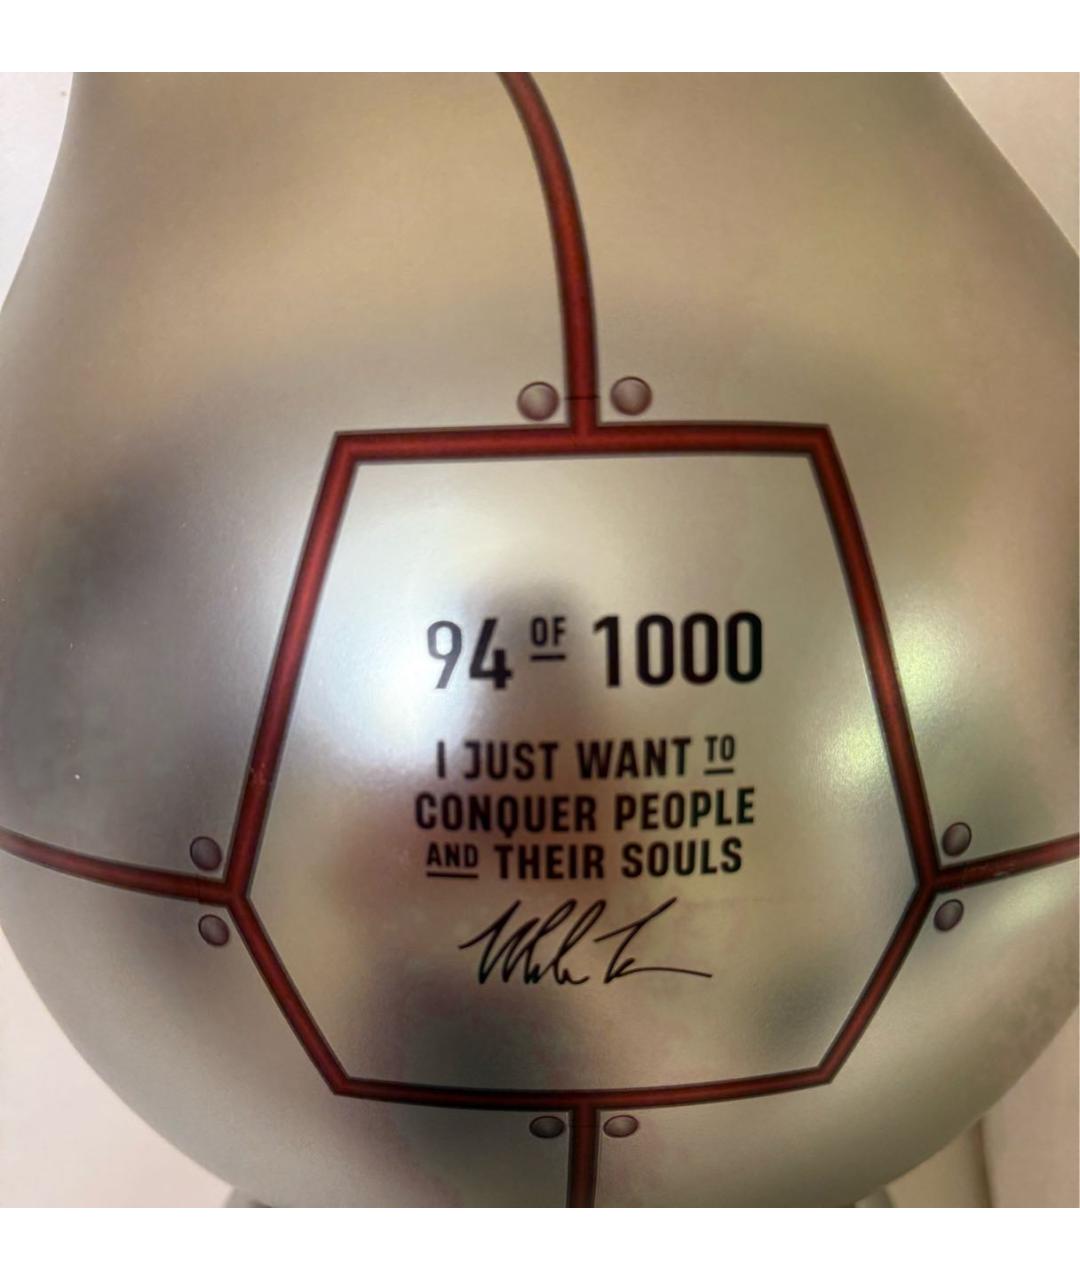 94 OF 1000
I JUST WANT TO
CONQUER PEOPLE
AND THEIR SOULS